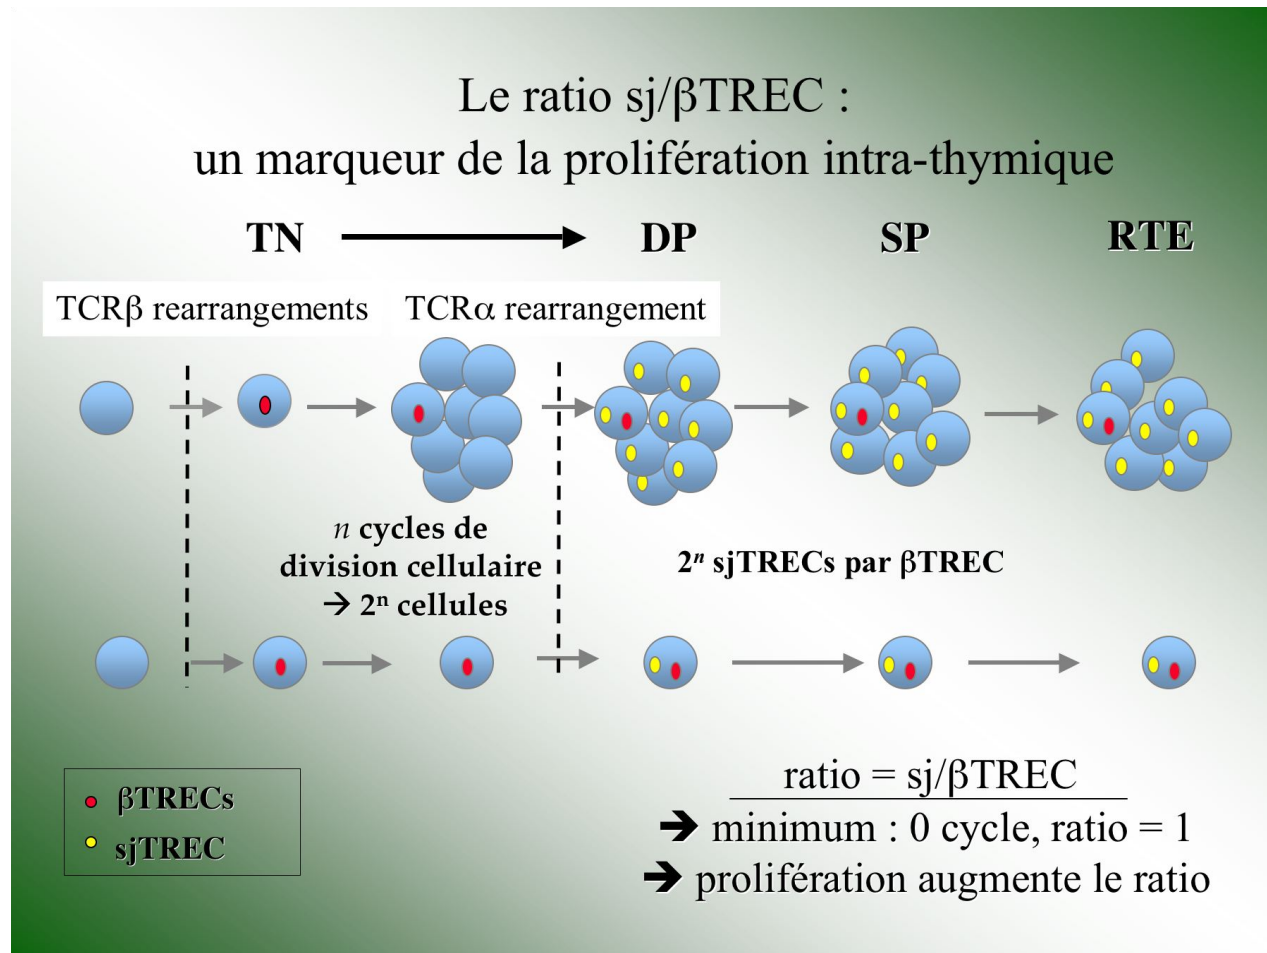 Le ratio sj/βTREC :
un marqueur de la prolifération intra-thymique
TN DP SP RTE
TCRβ rearrangements TCRα rearrangement
n cycles de
division cellulaire
➔ 2ⁿ cellules
2ⁿ sjTRECs par βTREC
βTRECs
sjTREC
ratio = sj/βTREC
➔ minimum : 0 cycle, ratio = 1
➔ prolifération augmente le ratio